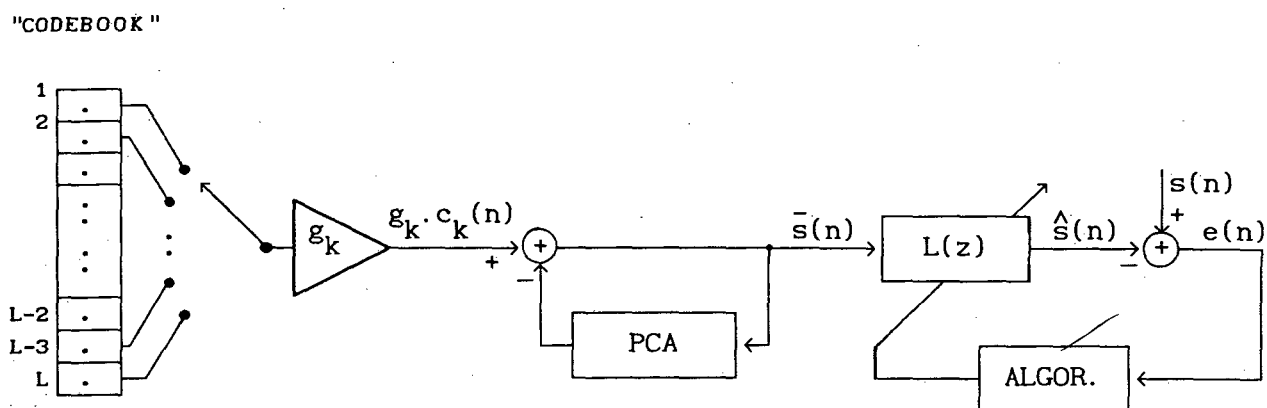 "CODEBOOK"
1
2
L-2
L-3
L
g_k
g_k.c_k(n)
+
+
−
PCA
s̄(n)
L(z)
ŝ(n)
s(n)
+
+
−
e(n)
ALGOR.